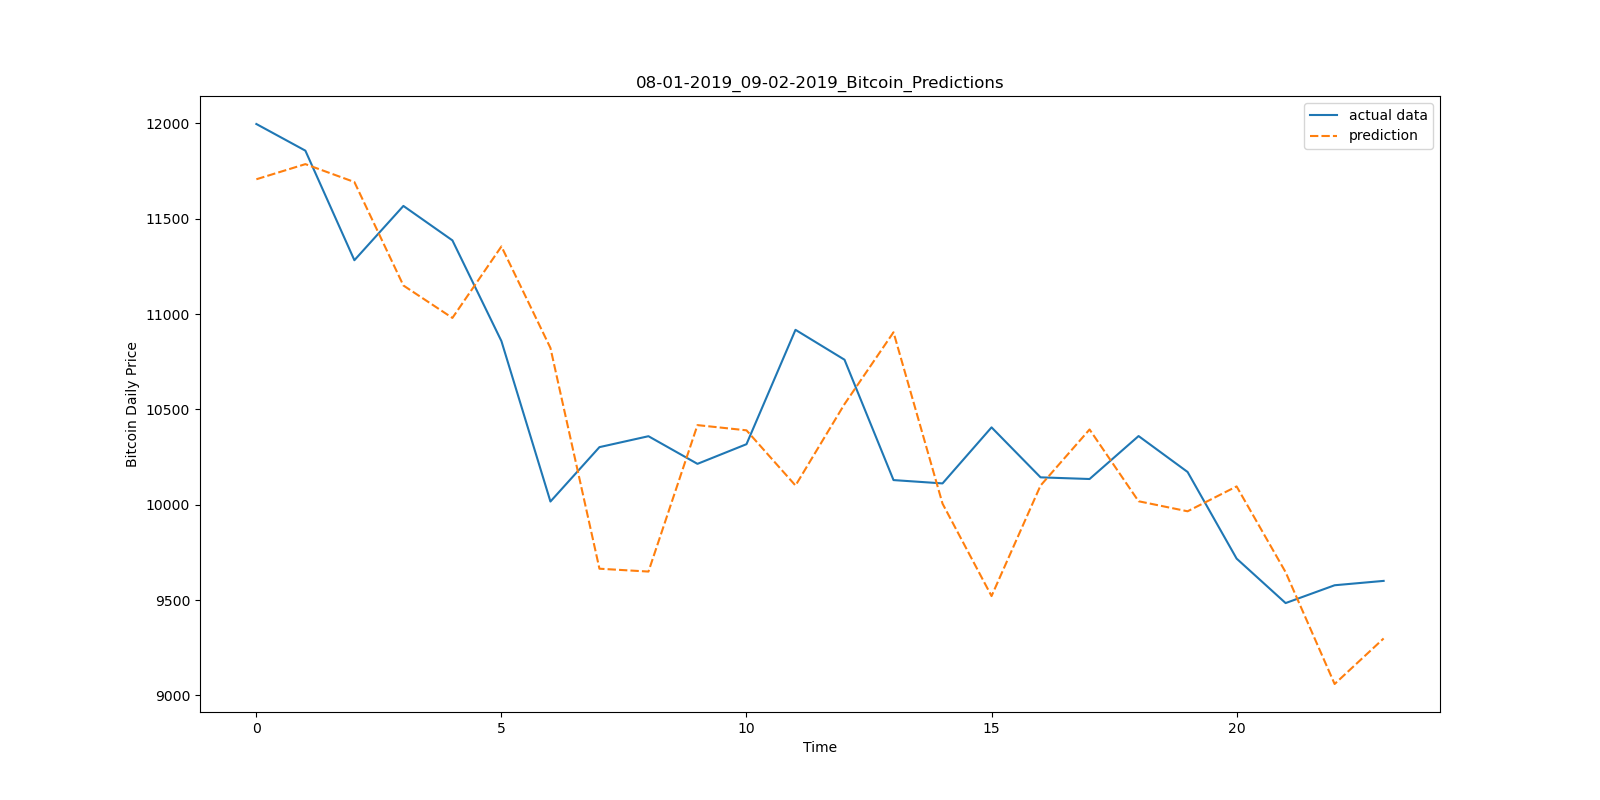 08-01-2019_09-02-2019_Bitcoin_Predictions
actual data
prediction
12000
11500
11000
10500
10000
9500
9000
Bitcoin Daily Price
0 5 10 15 20
Time